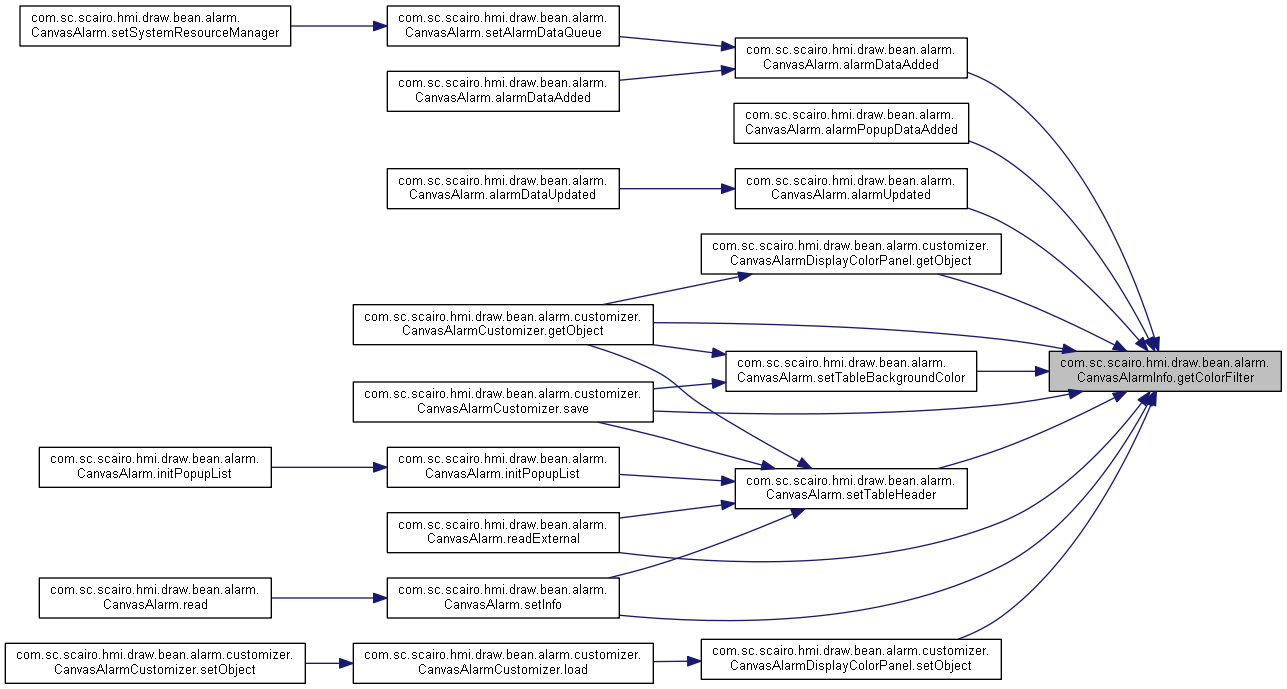 com.sc.scairo.hmi.draw.bean.alarm.
CanvasAlarm.setSystemResourceManager
com.sc.scairo.hmi.draw.bean.alarm.
CanvasAlarm.setAlarmDataQueue
com.sc.scairo.hmi.draw.bean.alarm.
CanvasAlarm.alarmDataAdded
com.sc.scairo.hmi.draw.bean.alarm.
CanvasAlarm.alarmDataAdded
com.sc.scairo.hmi.draw.bean.alarm.
CanvasAlarm.alarmPopupDataAdded
com.sc.scairo.hmi.draw.bean.alarm.
CanvasAlarm.alarmDataUpdated
com.sc.scairo.hmi.draw.bean.alarm.
CanvasAlarm.alarmUpdated
com.sc.scairo.hmi.draw.bean.alarm.customizer.
CanvasAlarmDisplayColorPanel.getObject
com.sc.scairo.hmi.draw.bean.alarm.customizer.
CanvasAlarmCustomizer.getObject
com.sc.scairo.hmi.draw.bean.alarm.
CanvasAlarm.setTableBackgroundColor
com.sc.scairo.hmi.draw.bean.alarm.
CanvasAlarmInfo.getColorFilter
com.sc.scairo.hmi.draw.bean.alarm.customizer.
CanvasAlarmCustomizer.save
com.sc.scairo.hmi.draw.bean.alarm.
CanvasAlarm.initPopupList
com.sc.scairo.hmi.draw.bean.alarm.
CanvasAlarm.initPopupList
com.sc.scairo.hmi.draw.bean.alarm.
CanvasAlarm.setTableHeader
com.sc.scairo.hmi.draw.bean.alarm.
CanvasAlarm.readExternal
com.sc.scairo.hmi.draw.bean.alarm.
CanvasAlarm.read
com.sc.scairo.hmi.draw.bean.alarm.
CanvasAlarm.setInfo
com.sc.scairo.hmi.draw.bean.alarm.customizer.
CanvasAlarmCustomizer.setObject
com.sc.scairo.hmi.draw.bean.alarm.customizer.
CanvasAlarmCustomizer.load
com.sc.scairo.hmi.draw.bean.alarm.customizer.
CanvasAlarmDisplayColorPanel.setObject